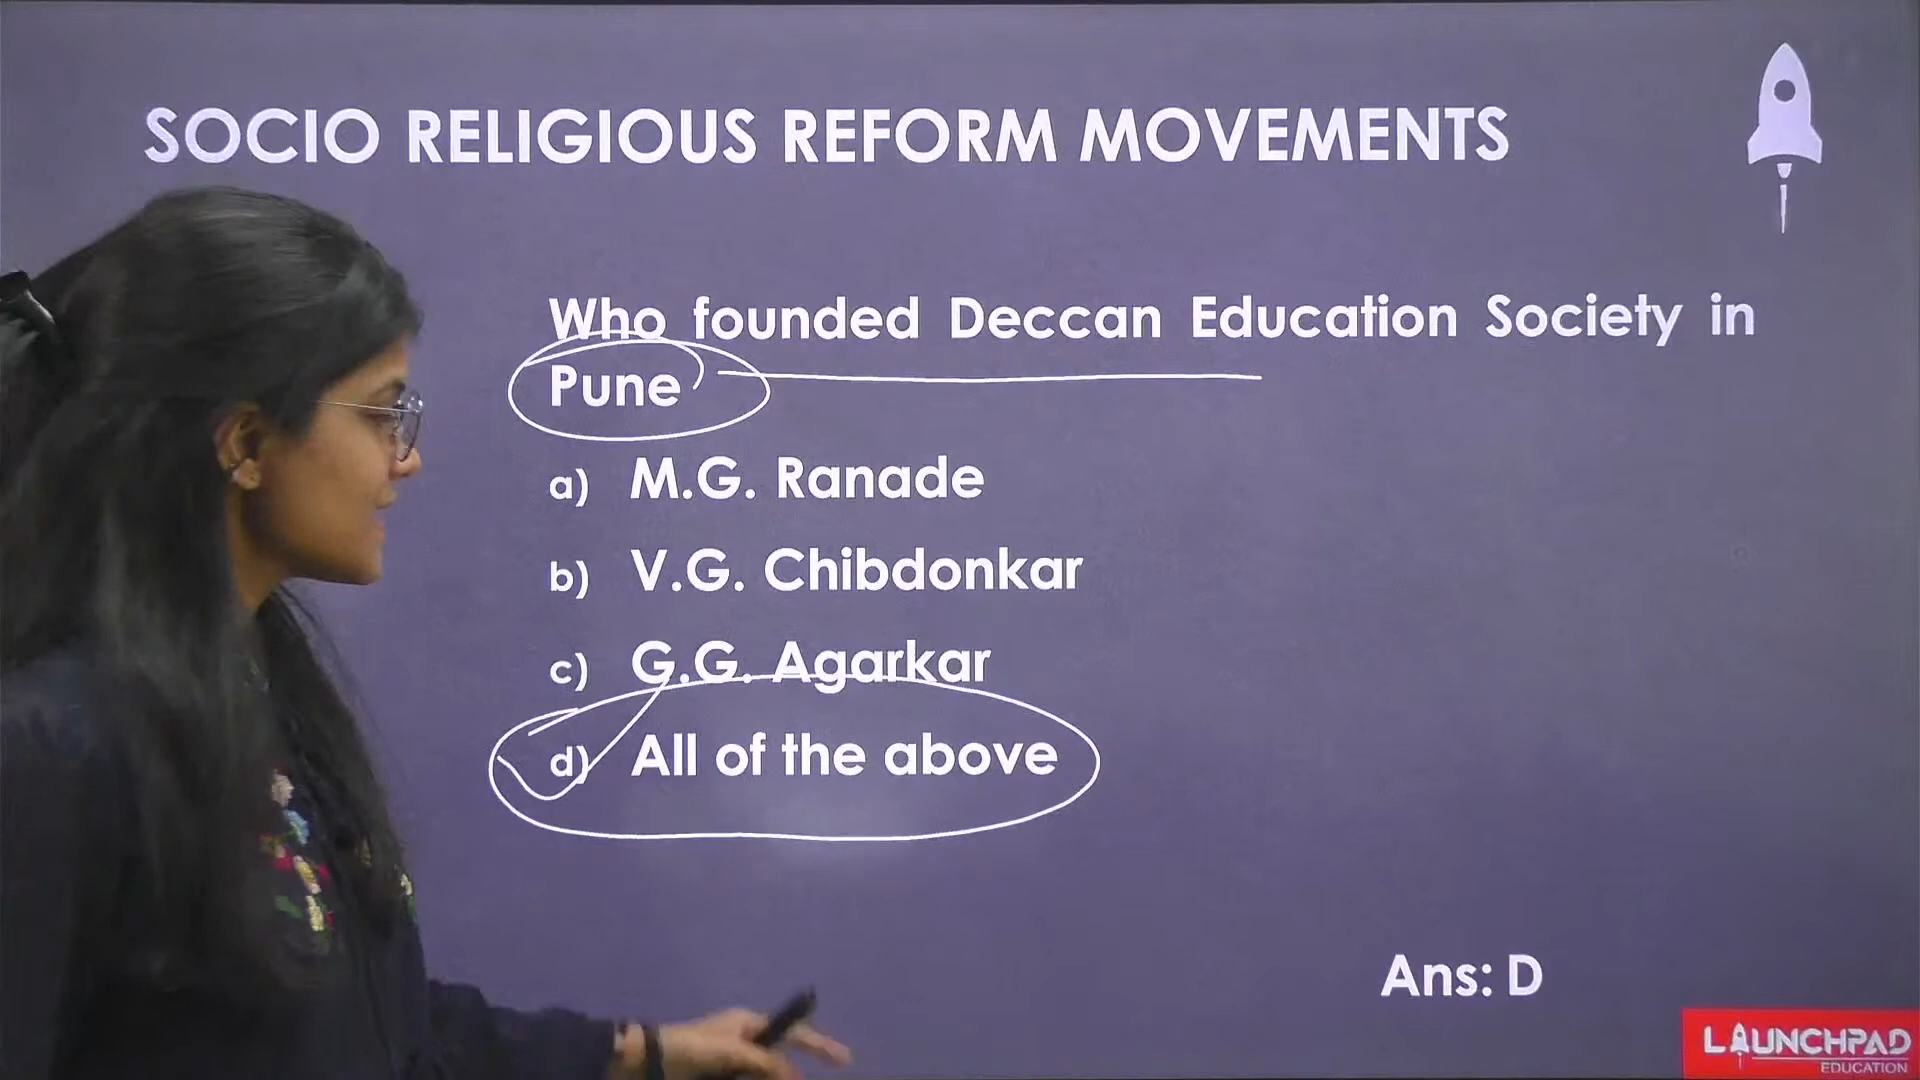 SOCIO RELIGIOUS REFORM MOVEMENTS
Who founded Deccan Education Society in
Pune
a) M.G. Ranade
b) V.G. Chibdonkar
c) G.G. Agarkar
d) All of the above
Ans: D
LAUNCHPAD
EDUCATION